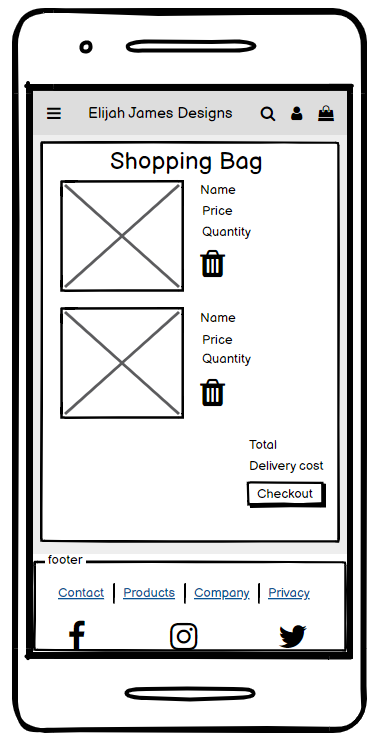 Elijah James Designs
Shopping Bag
Name
Price
Quantity
Name
Price
Quantity
Total
Delivery cost
Checkout
footer
Contact Products Company Privacy